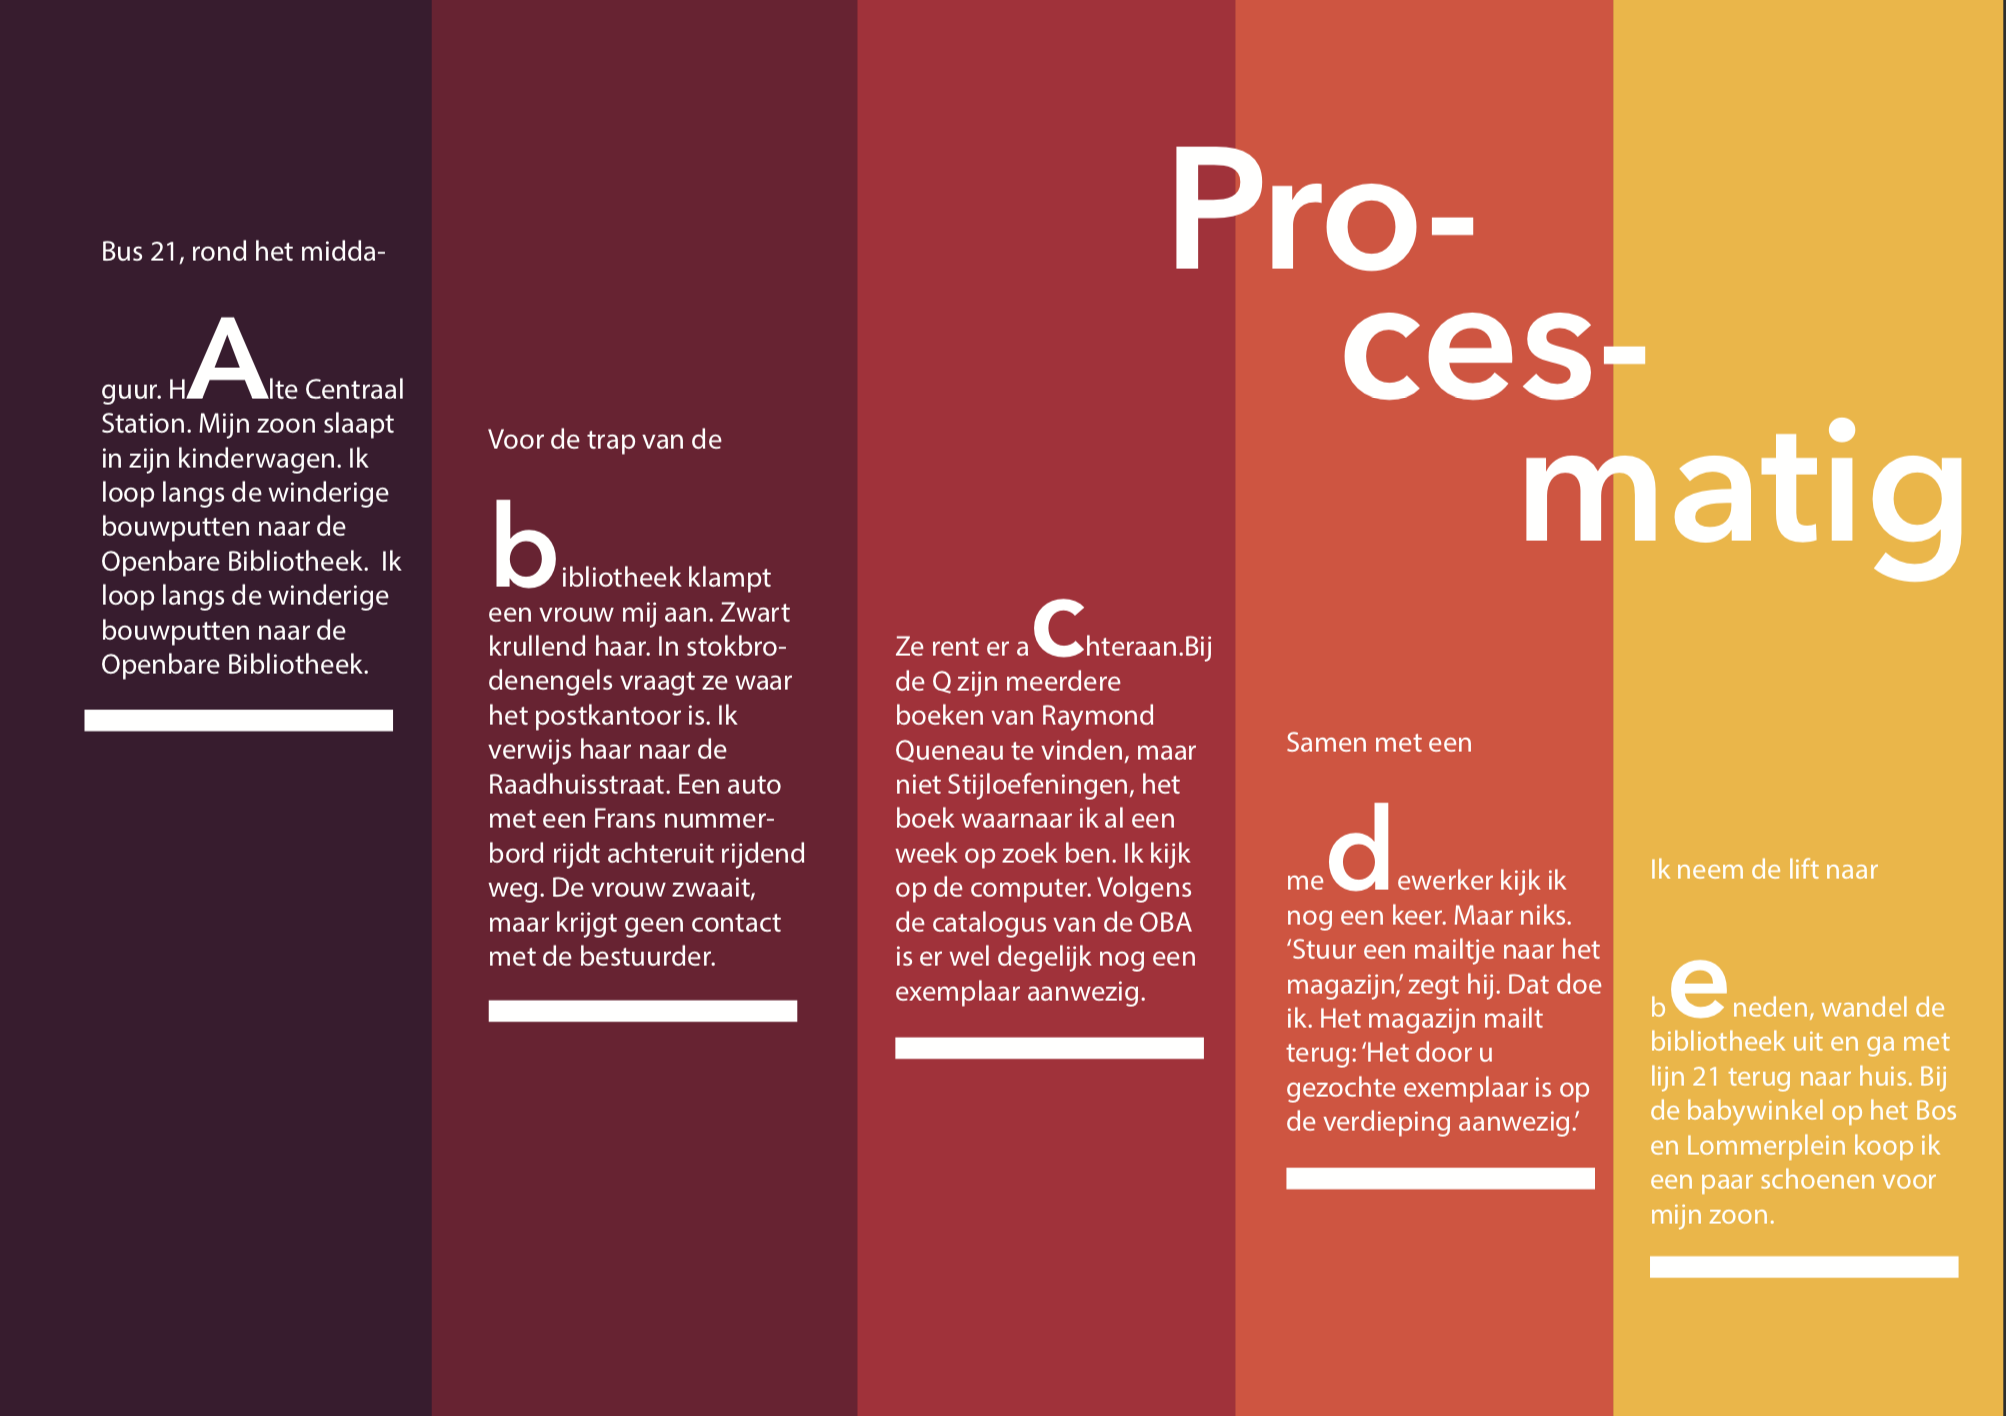 Pro-
ces-
matig
Bus 21, rond het midda-
guur. HAlte Centraal
Station. Mijn zoon slaapt
in zijn kinderwagen. Ik
loop langs de winderige
bouwputten naar de
Openbare Bibliotheek.  Ik
loop langs de winderige
bouwputten naar de
Openbare Bibliotheek.
Voor de trap van de
bibliotheek klampt
een vrouw mij aan. Zwart
krullend haar. In stokbro-
denengels vraagt ze waar
het postkantoor is. Ik
verwijs haar naar de
Raadhuisstraat. Een auto
met een Frans nummer-
bord rijdt achteruit rijdend
weg. De vrouw zwaait,
maar krijgt geen contact
met de bestuurder.
Ze rent er achteraan.Bij
de Q zijn meerdere
boeken van Raymond
Queneau te vinden, maar
niet Stijloefeningen, het
boek waarnaar ik al een
week op zoek ben. Ik kijk
op de computer. Volgens
de catalogus van de OBA
is er wel degelijk nog een
exemplaar aanwezig.
Samen met een
medewerker kijk ik
nog een keer. Maar niks.
‘Stuur een mailtje naar het
magazijn,’ zegt hij. Dat doe
ik. Het magazijn mailt
terug: ‘Het door u
gezochte exemplaar is op
de verdieping aanwezig.’
Ik neem de lift naar
beneden, wandel de
bibliotheek uit en ga met
lijn 21 terug naar huis. Bij
de babywinkel op het Bos
en Lommerplein koop ik
een paar schoenen voor
mijn zoon.